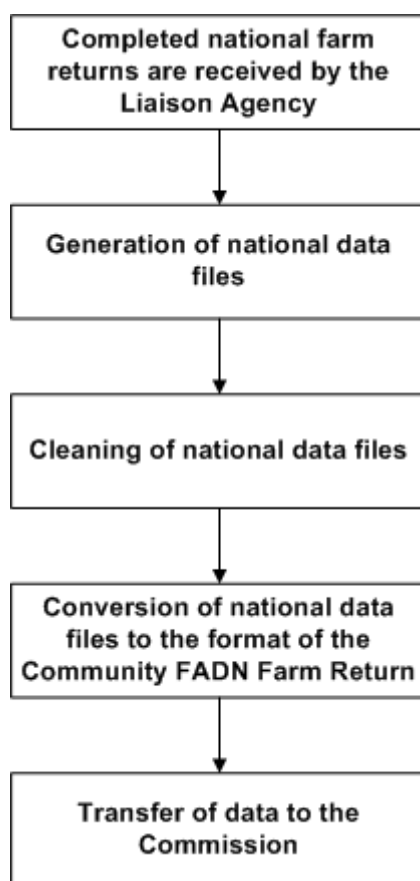 Completed national farm
returns are received by the
Liaison Agency
Generation of national data
files
Cleaning of national data files
Conversion of national data
files to the format of the
Community FADN Farm Return
Transfer of data to the
Commission